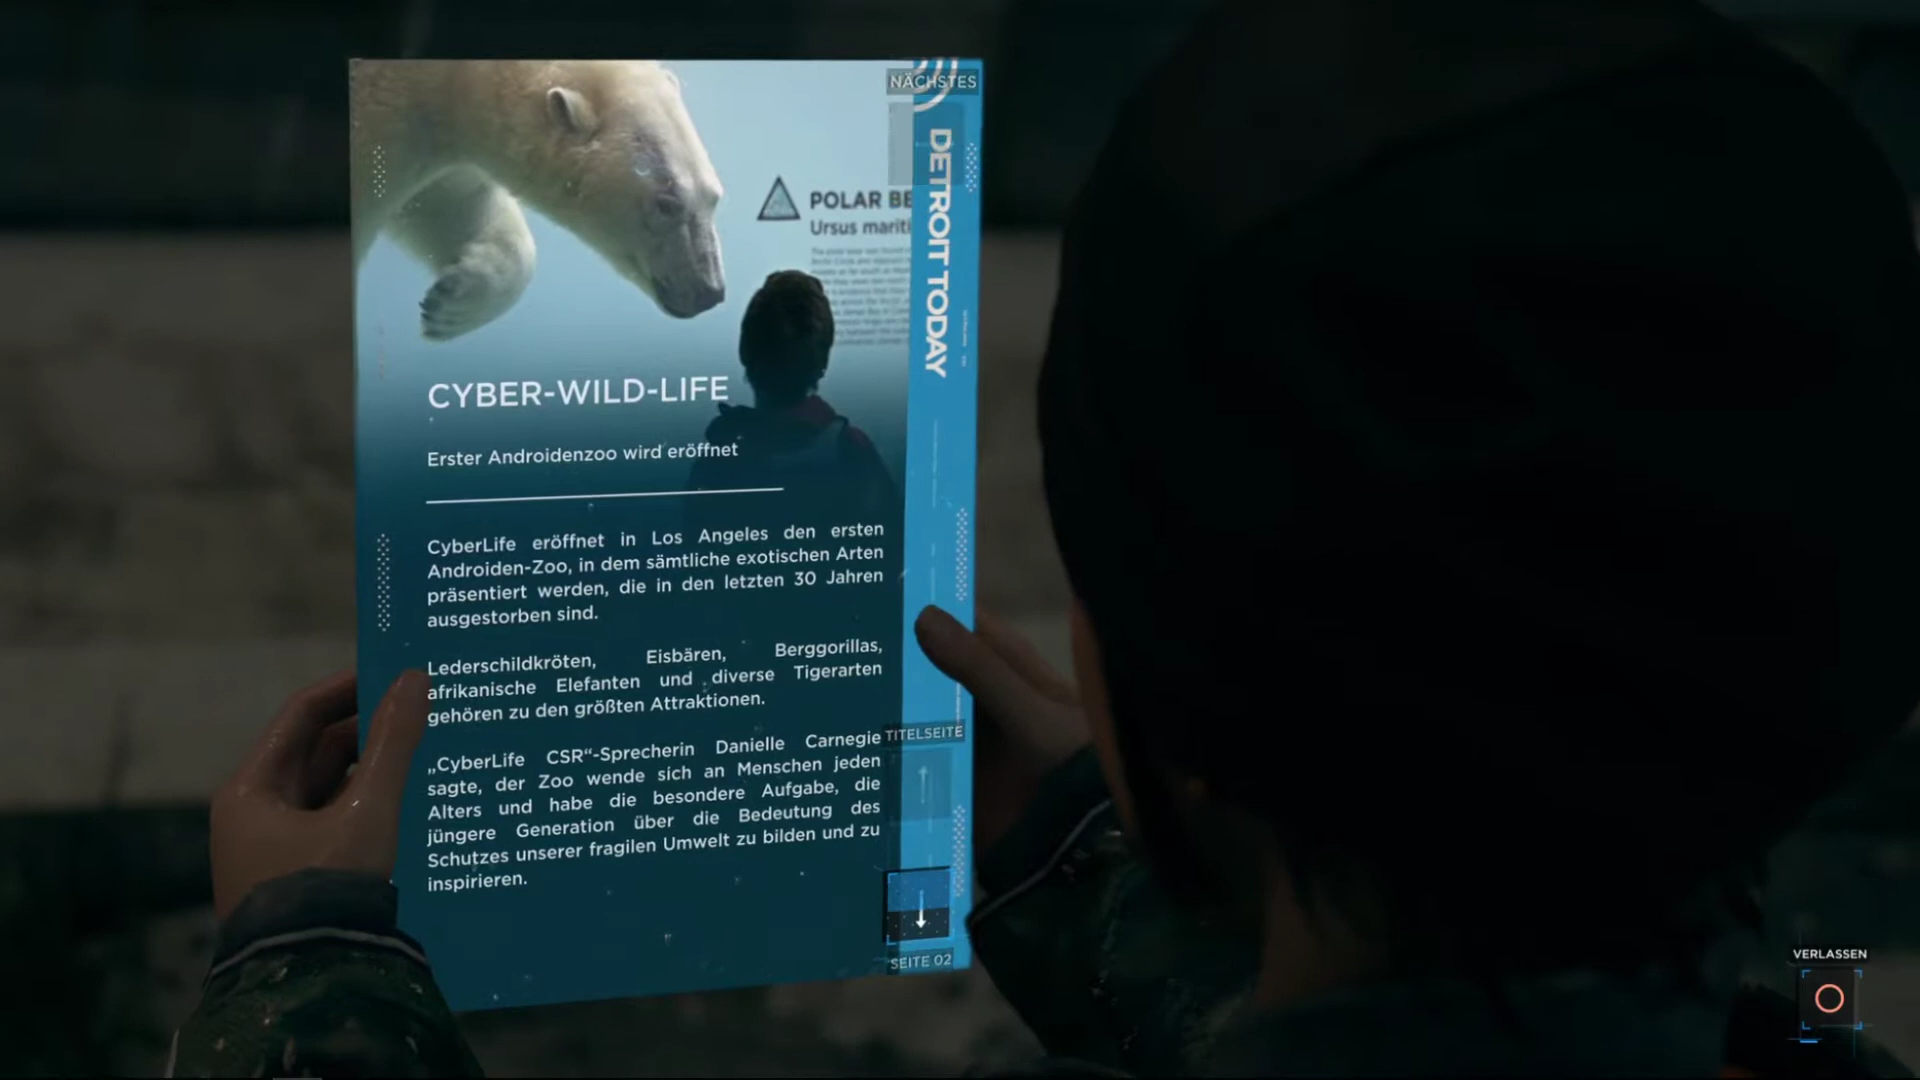 NÄCHSTES
DETROIT TODAY
POLAR BE
Ursus mariti
CYBER-WILD-LIFE
Erster Androidenzoo wird eröffnet
CyberLife eröffnet in Los Angeles den ersten
Androiden-Zoo, in dem sämtliche exotischen Arten
präsentiert werden, die in den letzten 30 Jahren
ausgestorben sind.
Lederschildkröten, Eisbären, Berggorillas,
afrikanische Elefanten und diverse Tigerarten
gehören zu den größten Attraktionen.
„CyberLife CSR“-Sprecherin Danielle Carnegie
sagte, der Zoo wende sich an Menschen jeden
Alters und habe die besondere Aufgabe, die
jüngere Generation über die Bedeutung des
Schutzes unserer fragilen Umwelt zu bilden und zu
inspirieren.
TITELSEITE
SEITE 02
VERLASSEN